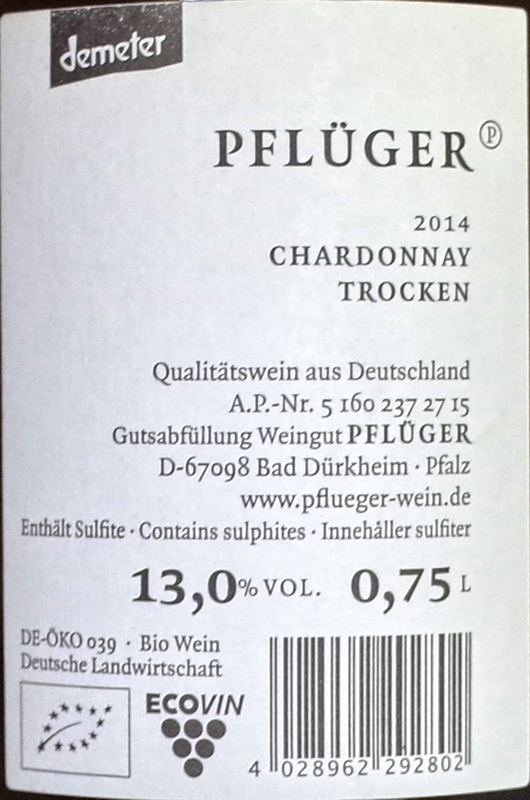 demeter
PFLÜGER Ⓟ
2014
CHARDONNAY
TROCKEN
Qualitätswein aus Deutschland
A.P.-Nr. 5 160 237 27 15
Gutsabfüllung Weingut PFLÜGER
D-67098 Bad Dürkheim · Pfalz
www.pflueger-wein.de
Enthält Sulfite · Contains sulphites · Innehåller sulfiter
13,0% VOL. 0,75 L
DE-ÖKO 039 · Bio Wein
Deutsche Landwirtschaft
ECOVIN
4 028962 292802